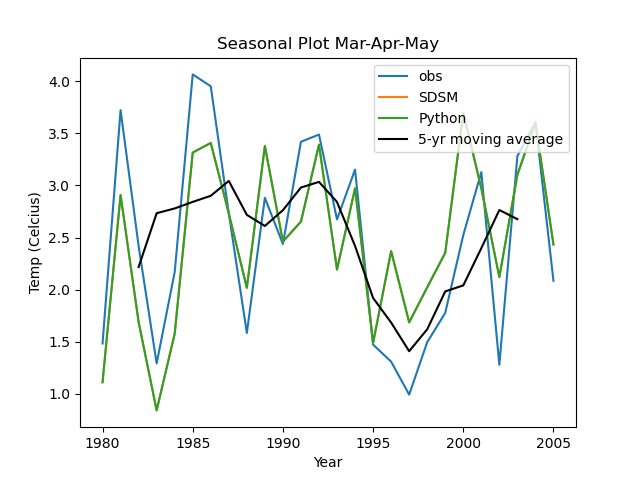 Seasonal Plot Mar-Apr-May
obs
SDSM
Python
5-yr moving average
4.0
3.5
3.0
2.5
2.0
1.5
1.0
Temp (Celcius)
1980 1985 1990 1995 2000 2005
Year